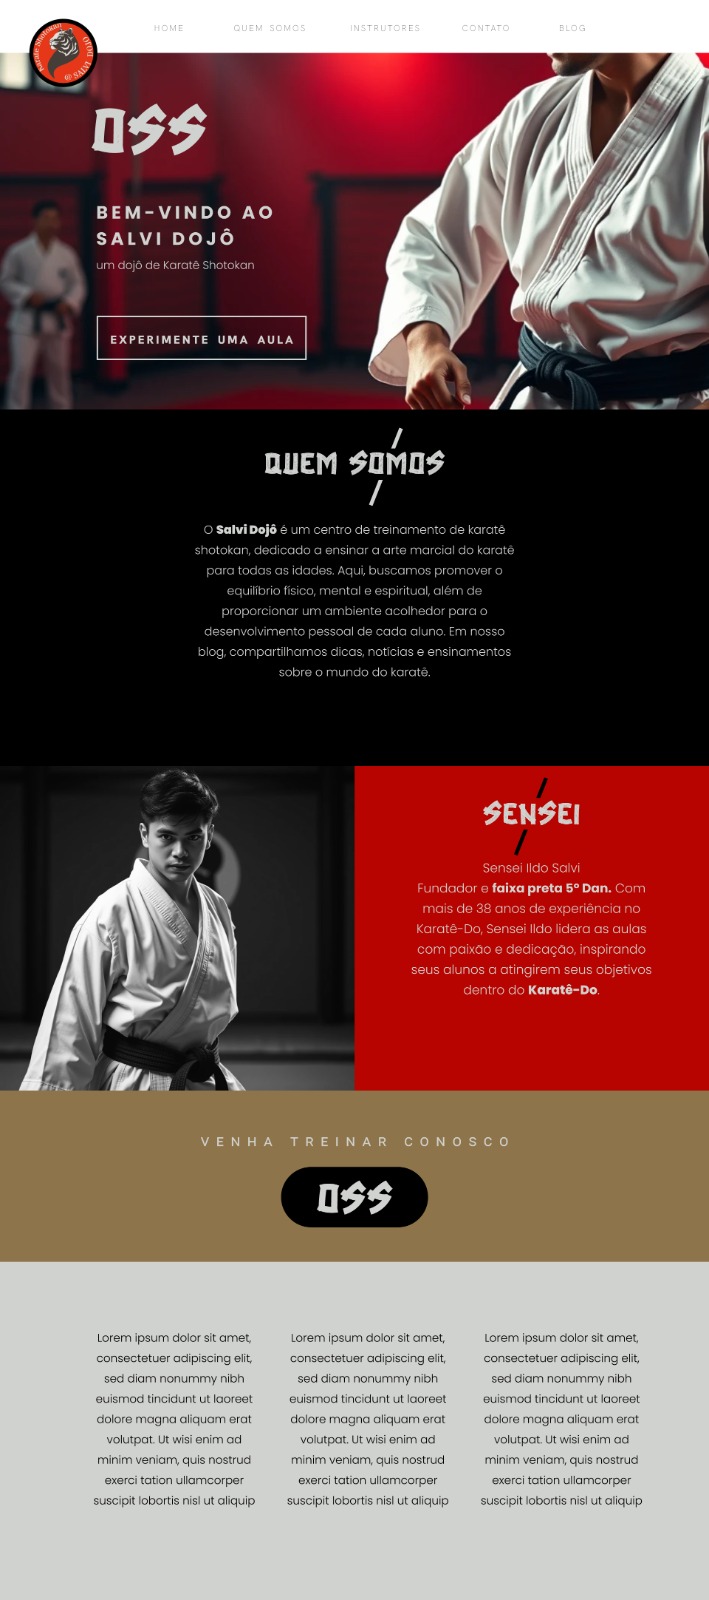 HOME QUEM SOMOS INSTRUTORES CONTATO BLOG
Karatê Shotokan @ SALVI DOJO
OSS
BEM-VINDO AO
SALVI DOJÔ
um dojô de Karatê Shotokan
EXPERIMENTE UMA AULA
QUEM SOMOS
O Salvi Dojô é um centro de treinamento de karatê
shotokan, dedicado a ensinar a arte marcial do karatê
para todas as idades. Aqui, buscamos promover o
equilíbrio físico, mental e espiritual, além de
proporcionar um ambiente acolhedor para o
desenvolvimento pessoal de cada aluno. Em nosso
blog, compartilhamos dicas, notícias e ensinamentos
sobre o mundo do karatê.
SENSEI
Sensei Ildo Salvi
Fundador e faixa preta 5º Dan. Com
mais de 38 anos de experiência no
Karatê-Do, Sensei Ildo lidera as aulas
com paixão e dedicação, inspirando
seus alunos a atingirem seus objetivos
dentro do Karatê-Do.
VENHA TREINAR CONOSCO
OSS
Lorem ipsum dolor sit amet,
consectetuer adipiscing elit,
sed diam nonummy nibh
euismod tincidunt ut laoreet
dolore magna aliquam erat
volutpat. Ut wisi enim ad
minim veniam, quis nostrud
exerci tation ullamcorper
suscipit lobortis nisl ut aliquip
Lorem ipsum dolor sit amet,
consectetuer adipiscing elit,
sed diam nonummy nibh
euismod tincidunt ut laoreet
dolore magna aliquam erat
volutpat. Ut wisi enim ad
minim veniam, quis nostrud
exerci tation ullamcorper
suscipit lobortis nisl ut aliquip
Lorem ipsum dolor sit amet,
consectetuer adipiscing elit,
sed diam nonummy nibh
euismod tincidunt ut laoreet
dolore magna aliquam erat
volutpat. Ut wisi enim ad
minim veniam, quis nostrud
exerci tation ullamcorper
suscipit lobortis nisl ut aliquip